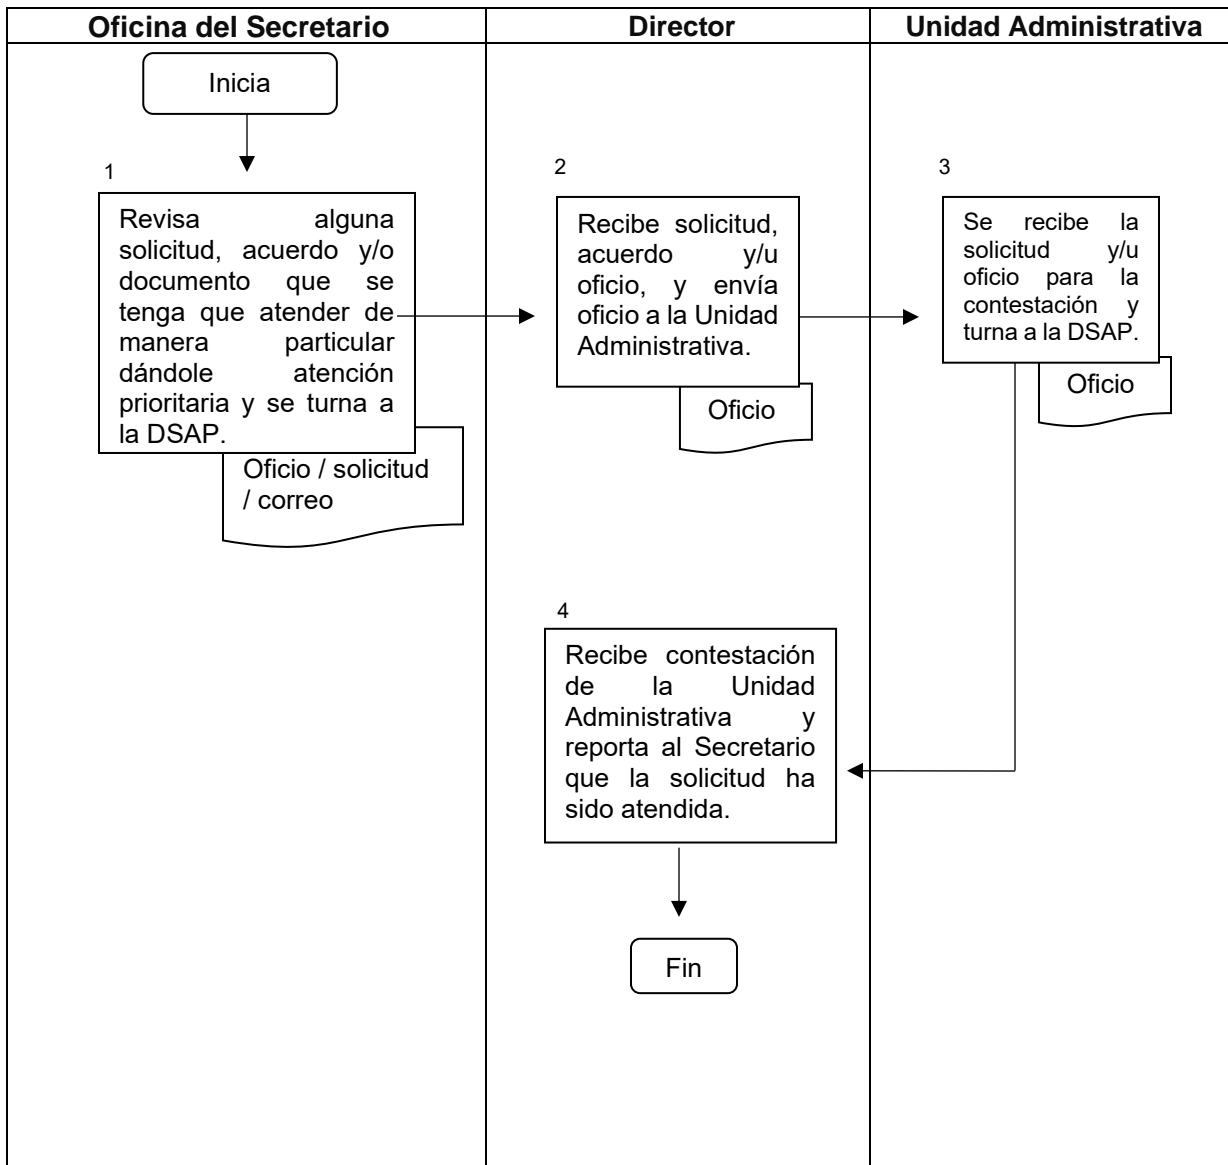 Oficina del Secretario
Director
Unidad Administrativa
Inicia
1
Revisa alguna
solicitud, acuerdo y/o
documento que se
tenga que atender de
manera particular
dándole atención
prioritaria y se turna a
la DSAP.
Oficio / solicitud
/ correo
2
Recibe solicitud,
acuerdo y/u
oficio, y envía
oficio a la Unidad
Administrativa.
Oficio
3
Se recibe la
solicitud y/u
oficio para la
contestación y
turna a la DSAP.
Oficio
4
Recibe contestación
de la Unidad
Administrativa y
reporta al Secretario
que la solicitud ha
sido atendida.
Fin